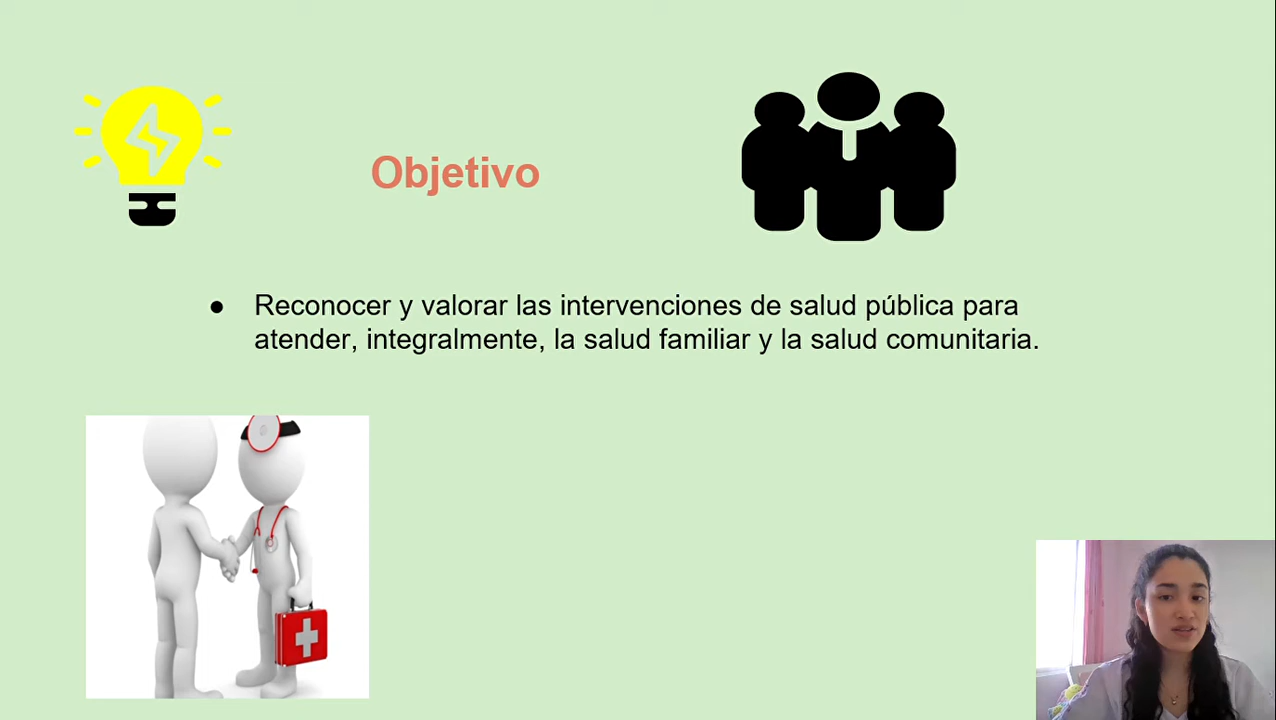 Objetivo
● Reconocer y valorar las intervenciones de salud pública para
atender, integralmente, la salud familiar y la salud comunitaria.